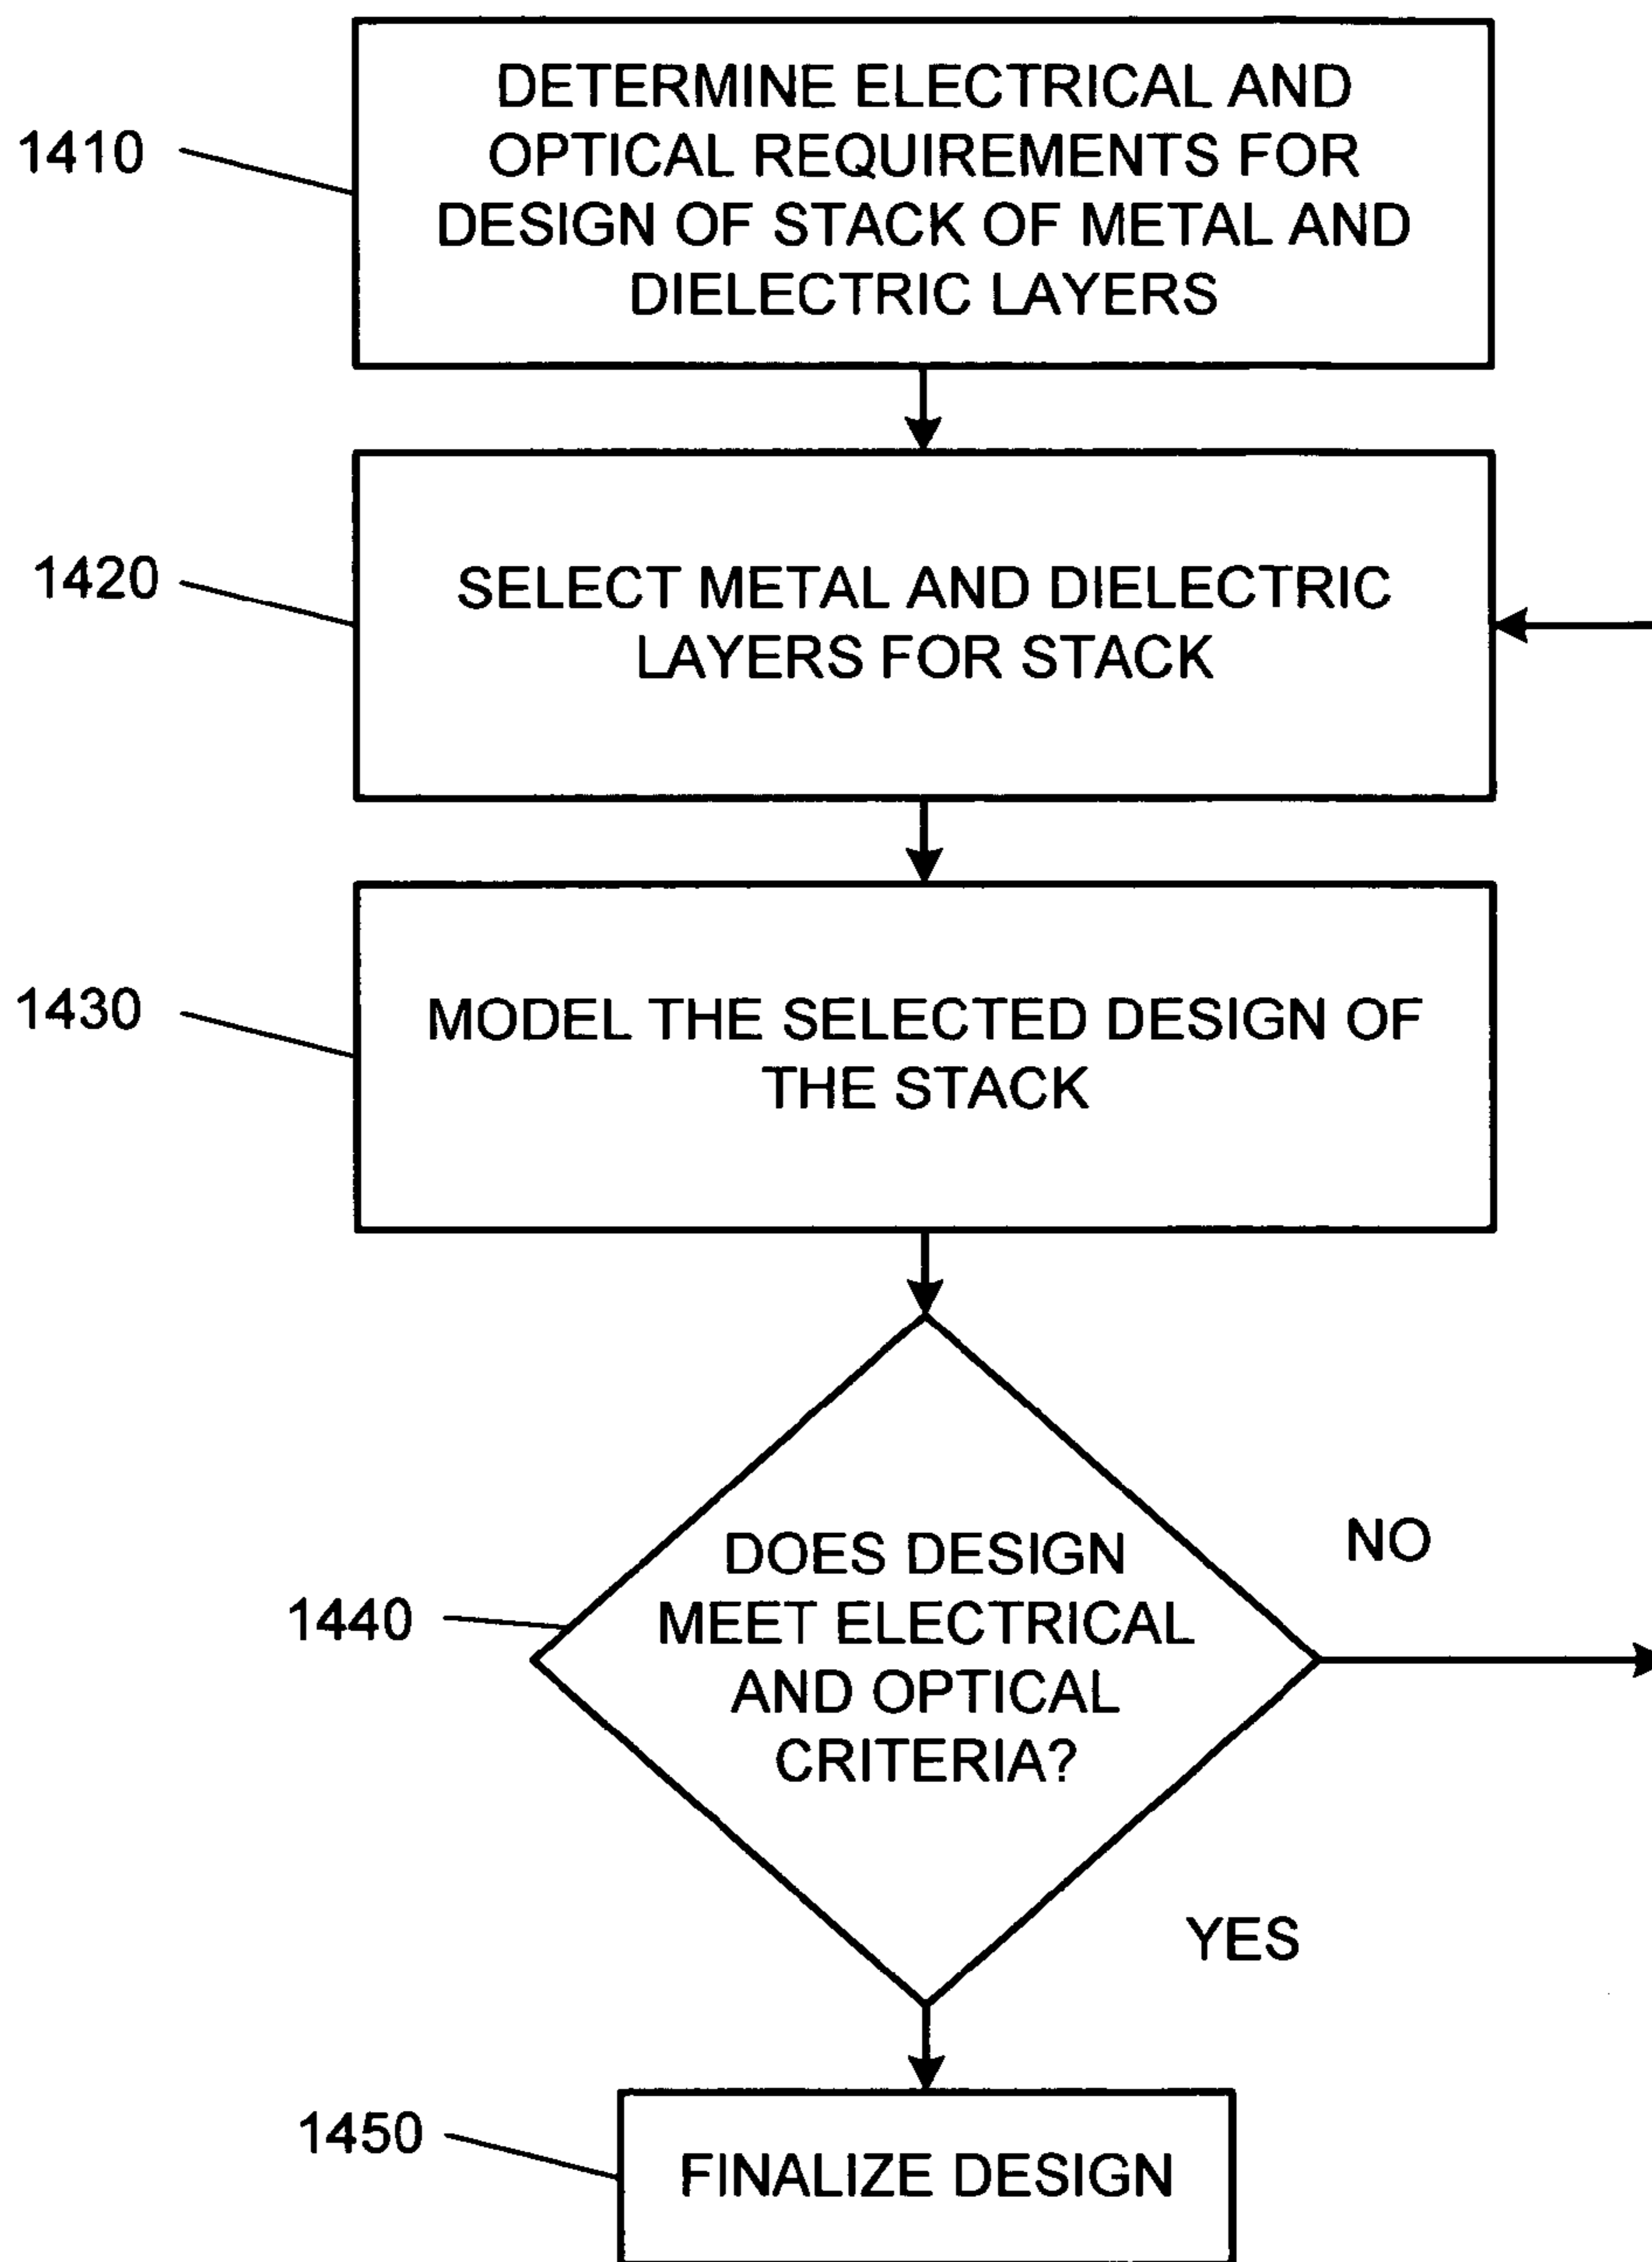 1410
DETERMINE ELECTRICAL AND
OPTICAL REQUIREMENTS FOR
DESIGN OF STACK OF METAL AND
DIELECTRIC LAYERS
1420
SELECT METAL AND DIELECTRIC
LAYERS FOR STACK
1430
MODEL THE SELECTED DESIGN OF
THE STACK
1440
DOES DESIGN
MEET ELECTRICAL
AND OPTICAL
CRITERIA?
NO
YES
1450
FINALIZE DESIGN